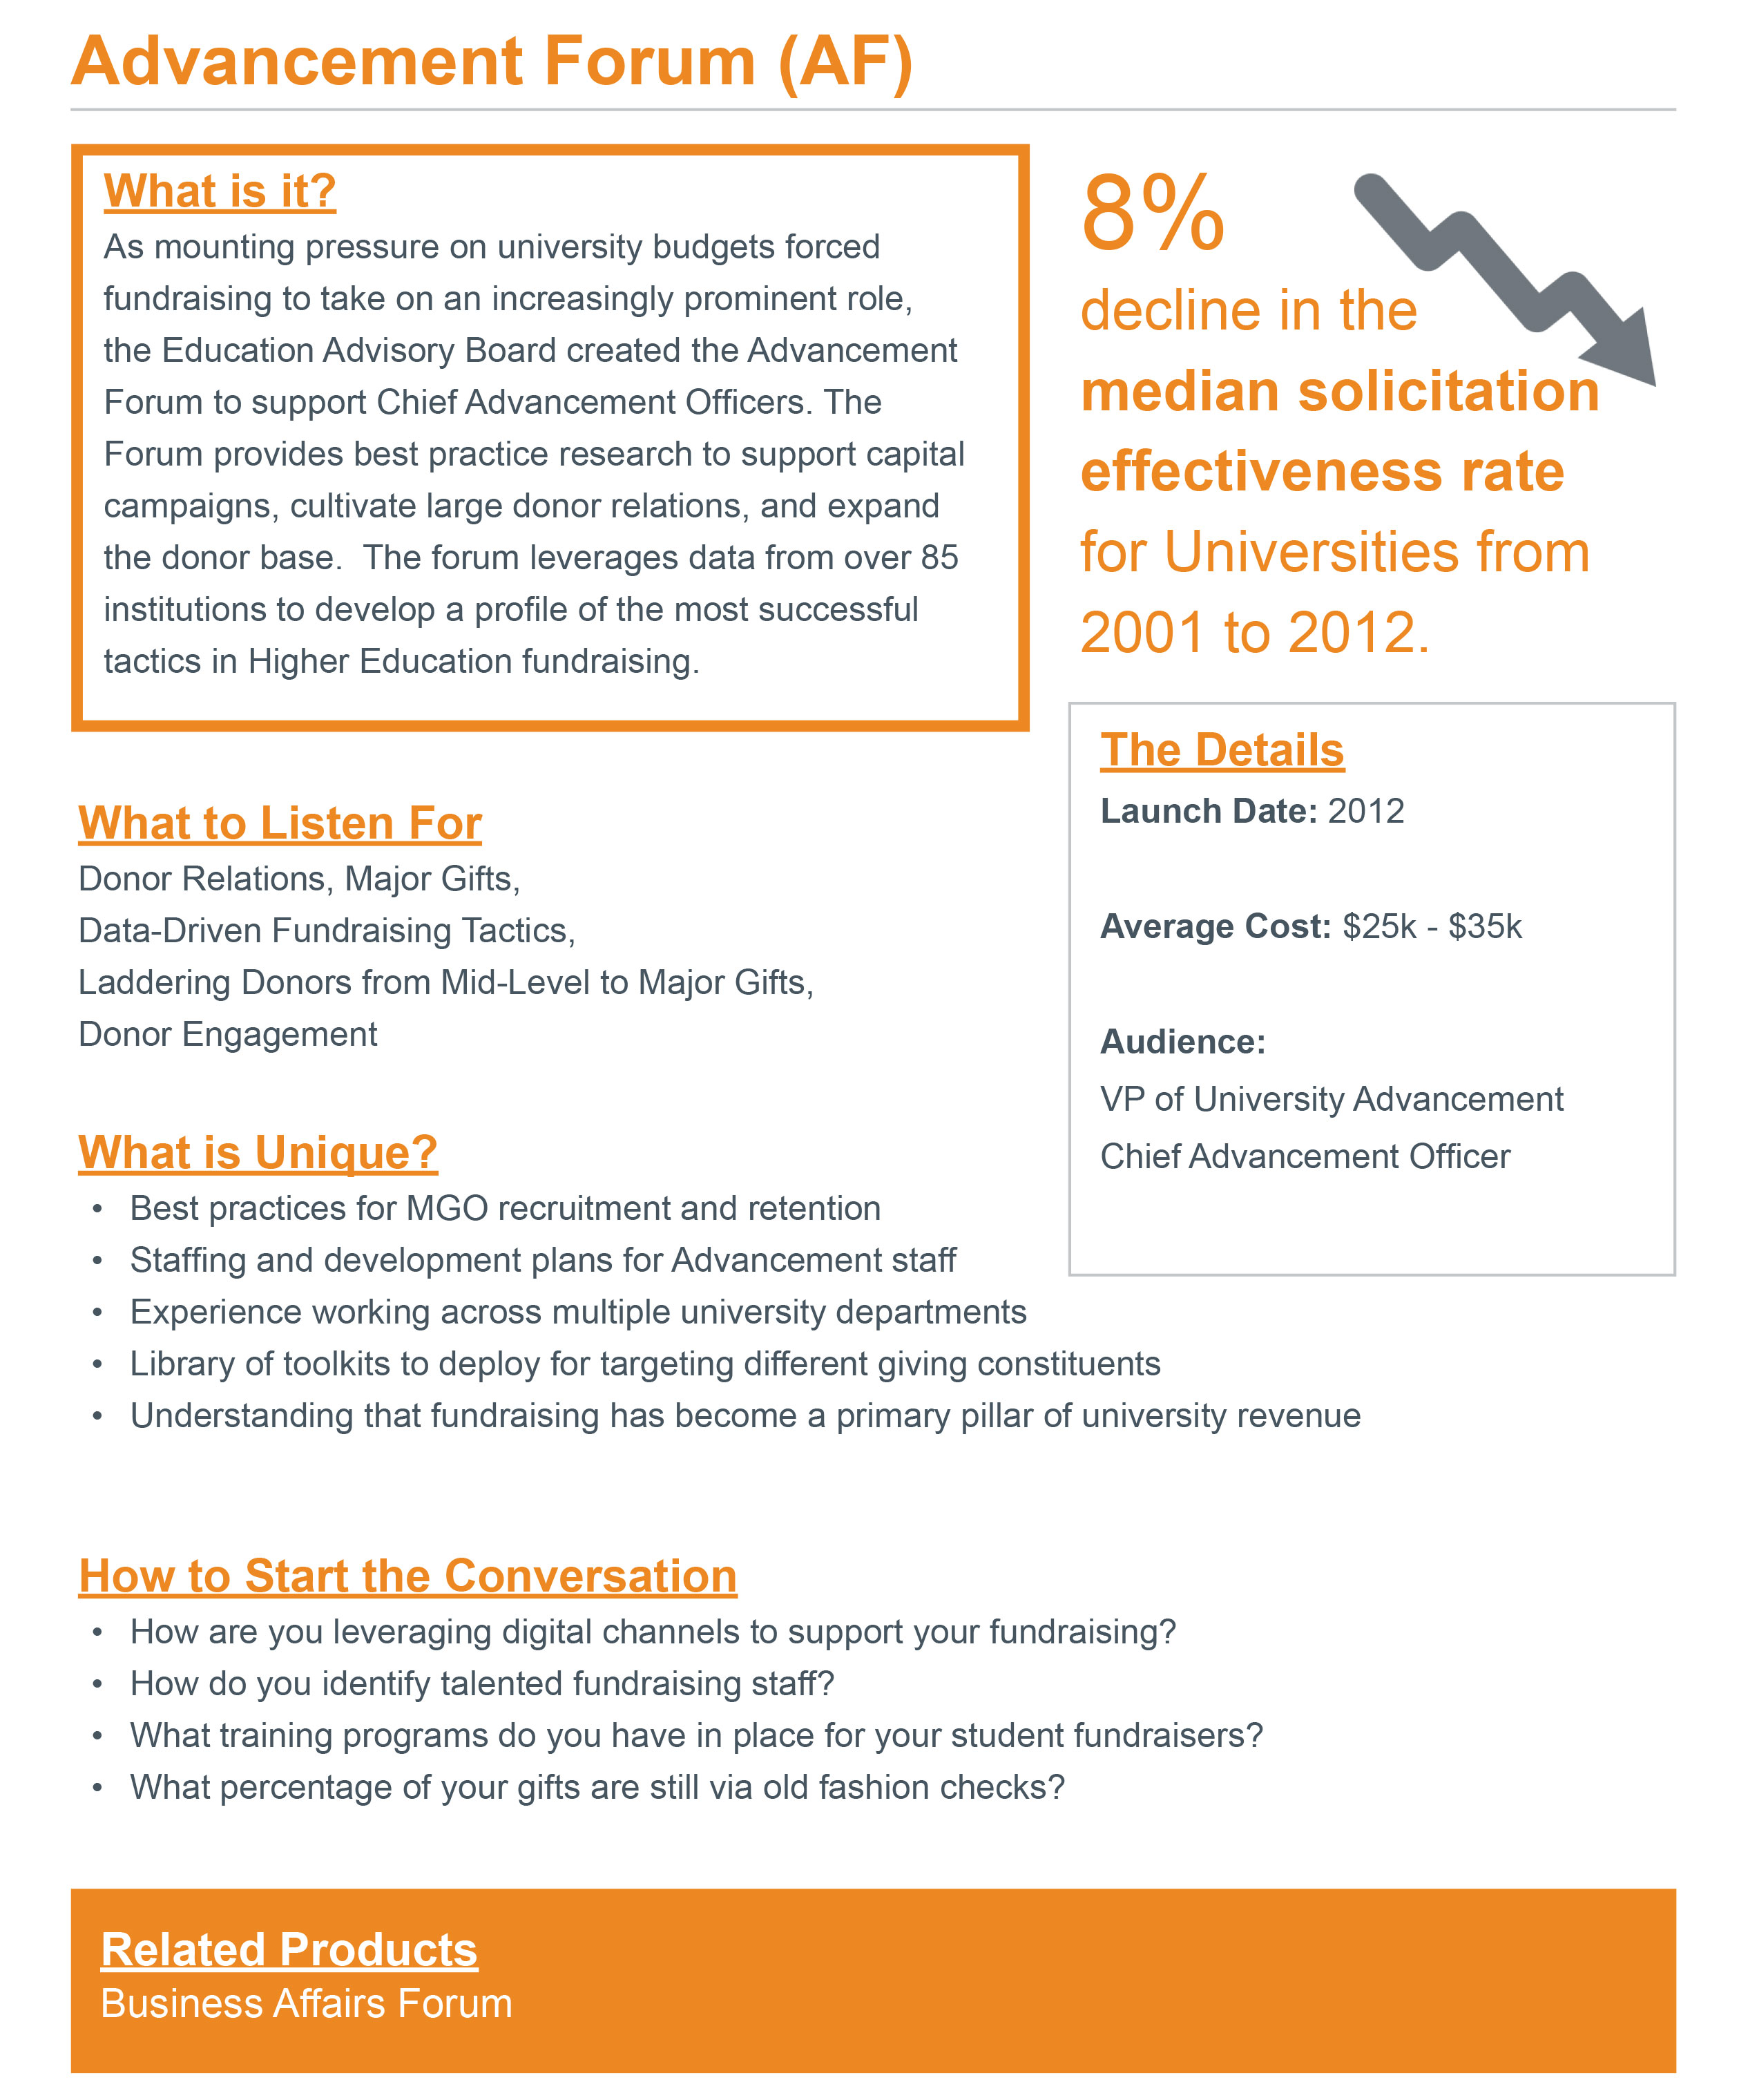 Advancement Forum (AF)
What is it?
As mounting pressure on university budgets forced
fundraising to take on an increasingly prominent role,
the Education Advisory Board created the Advancement
Forum to support Chief Advancement Officers. The
Forum provides best practice research to support capital
campaigns, cultivate large donor relations, and expand
the donor base.  The forum leverages data from over 85
institutions to develop a profile of the most successful
tactics in Higher Education fundraising.
8%
decline in the
median solicitation
effectiveness rate
for Universities from
2001 to 2012.
The Details
Launch Date: 2012
Average Cost: $25k - $35k
Audience:
VP of University Advancement
Chief Advancement Officer
What to Listen For
Donor Relations, Major Gifts,
Data-Driven Fundraising Tactics,
Laddering Donors from Mid-Level to Major Gifts,
Donor Engagement
What is Unique?
• Best practices for MGO recruitment and retention
• Staffing and development plans for Advancement staff
• Experience working across multiple university departments
• Library of toolkits to deploy for targeting different giving constituents
• Understanding that fundraising has become a primary pillar of university revenue
How to Start the Conversation
• How are you leveraging digital channels to support your fundraising?
• How do you identify talented fundraising staff?
• What training programs do you have in place for your student fundraisers?
• What percentage of your gifts are still via old fashion checks?
Related Products
Business Affairs Forum